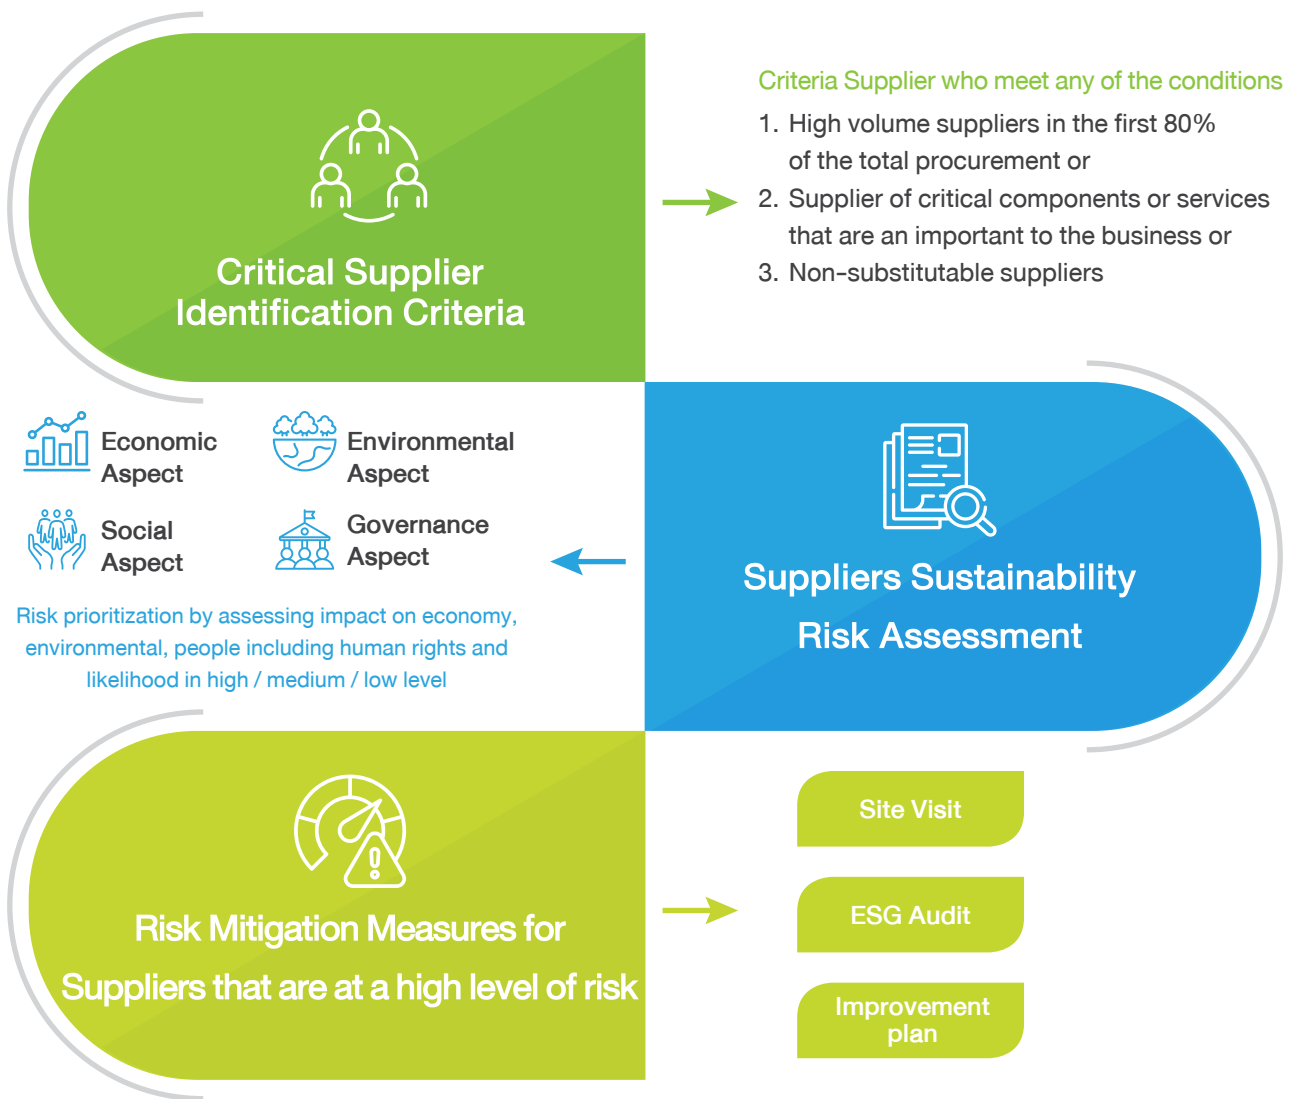 Critical Supplier
Identification Criteria
Criteria Supplier who meet any of the conditions
1. High volume suppliers in the first 80%
of the total procurement or
2. Supplier of critical components or services
that are an important to the business or
3. Non-substitutable suppliers
Suppliers Sustainability
Risk Assessment
Economic
Aspect
Environmental
Aspect
Social
Aspect
Governance
Aspect
Risk prioritization by assessing impact on economy,
environmental, people including human rights and
likelihood in high / medium / low level
Risk Mitigation Measures for
Suppliers that are at a high level of risk
Site Visit
ESG Audit
Improvement
plan